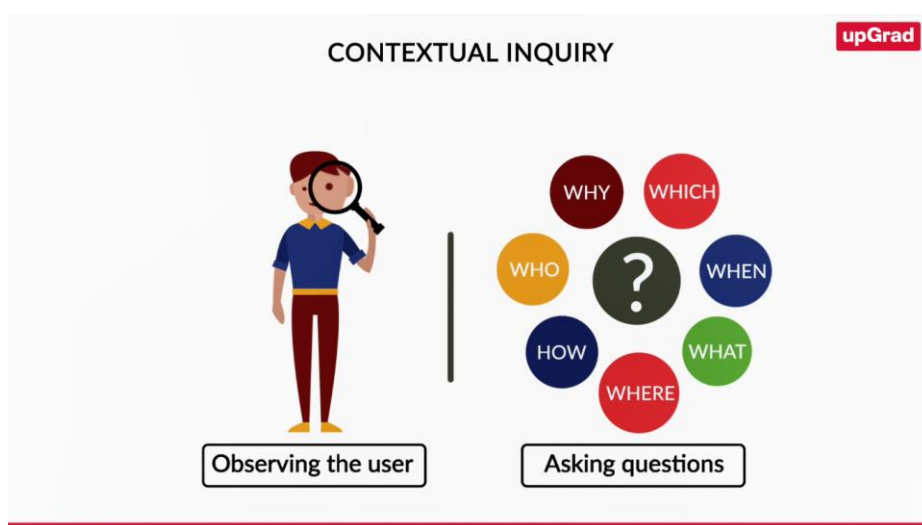 upGrad
CONTEXTUAL INQUIRY
WHY
WHICH
WHO
?
WHEN
HOW
WHAT
WHERE
Observing the user
Asking questions